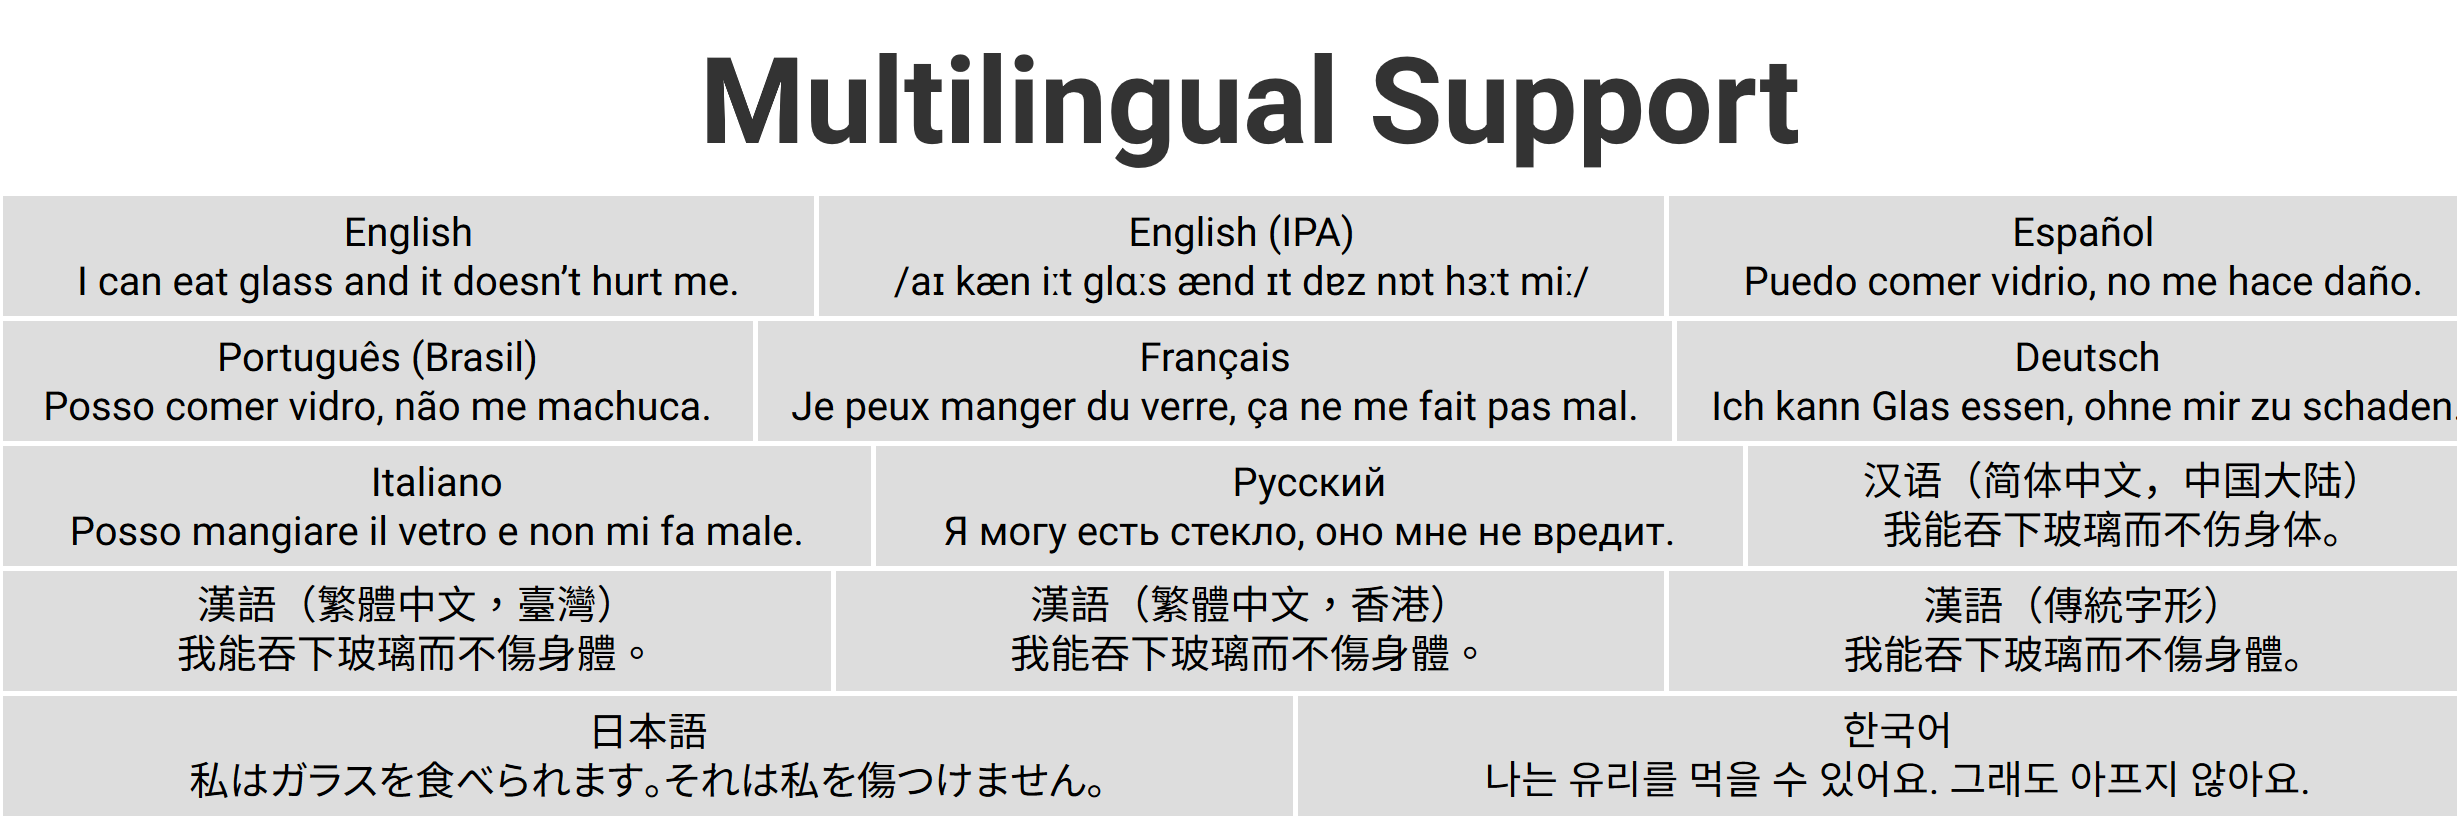 Multilingual Support
English
I can eat glass and it doesn’t hurt me.
English (IPA)
/aɪ kæn iːt glɑːs ænd ɪt dɐz nɒt hɜːt miː/
Español
Puedo comer vidrio, no me hace daño.
Português (Brasil)
Posso comer vidro, não me machuca.
Français
Je peux manger du verre, ça ne me fait pas mal.
Deutsch
Ich kann Glas essen, ohne mir zu schaden.
Italiano
Posso mangiare il vetro e non mi fa male.
Русский
Я могу есть стекло, оно мне не вредит.
汉语（简体中文，中国大陆）
我能吞下玻璃而不伤身体。
漢語（繁體中文，臺灣）
我能吞下玻璃而不傷身體。
漢語（繁體中文，香港）
我能吞下玻璃而不傷身體。
漢語（傳統字形）
我能吞下玻璃而不傷身體。
日本語
私はガラスを食べられます。それは私を傷つけません。
한국어
나는 유리를 먹을 수 있어요. 그래도 아프지 않아요.